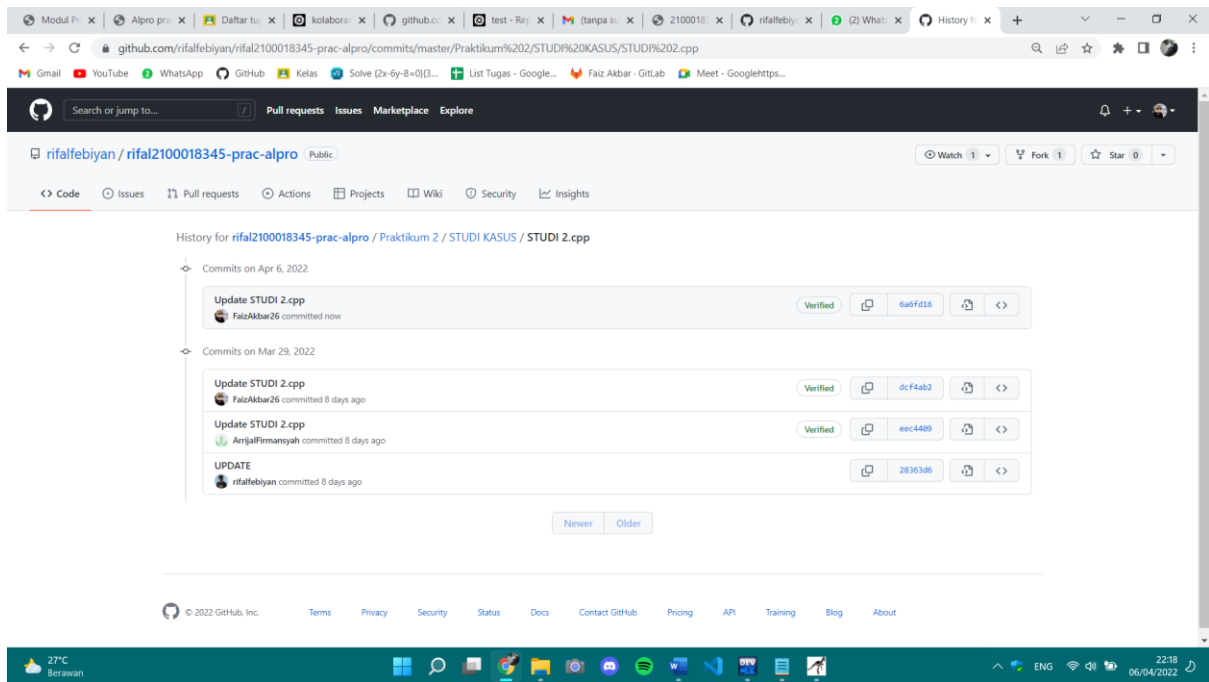 Modul Pr
Alpro pra
Daftar tug
kolaboras
github.co
test - Rep
(tanpa su
2100018
rifalfebiya
(2) Whats
History fo
github.com/rifalfebiyan/rifal2100018345-prac-alpro/commits/master/Praktikum%202/STUDI%20KASUS/STUDI%202.cpp
Gmail
YouTube
WhatsApp
GitHub
Kelas
Solve {2x-6y-8=0}{3...
List Tugas - Google...
Faiz Akbar · GitLab
Meet - Googlehttps...
Search or jump to...
/
Pull requests Issues Marketplace Explore
rifalfebiyan / rifal2100018345-prac-alpro Public
Watch 1
Fork 1
Star 0
Code
Issues
Pull requests
Actions
Projects
Wiki
Security
Insights
History for rifal2100018345-prac-alpro / Praktikum 2 / STUDI KASUS / STUDI 2.cpp
Commits on Apr 6, 2022
Update STUDI 2.cpp
FaizAkbar26 committed now
Verified
6a6fd16
Commits on Mar 29, 2022
Update STUDI 2.cpp
FaizAkbar26 committed 8 days ago
Verified
dcf4ab2
Update STUDI 2.cpp
ArrijalFirmansyah committed 8 days ago
Verified
eec4409
UPDATE
rifalfebiyan committed 8 days ago
28363d6
Newer Older
© 2022 GitHub, Inc.
Terms
Privacy
Security
Status
Docs
Contact GitHub
Pricing
API
Training
Blog
About
27°C
Berawan
ENG
22:18
06/04/2022